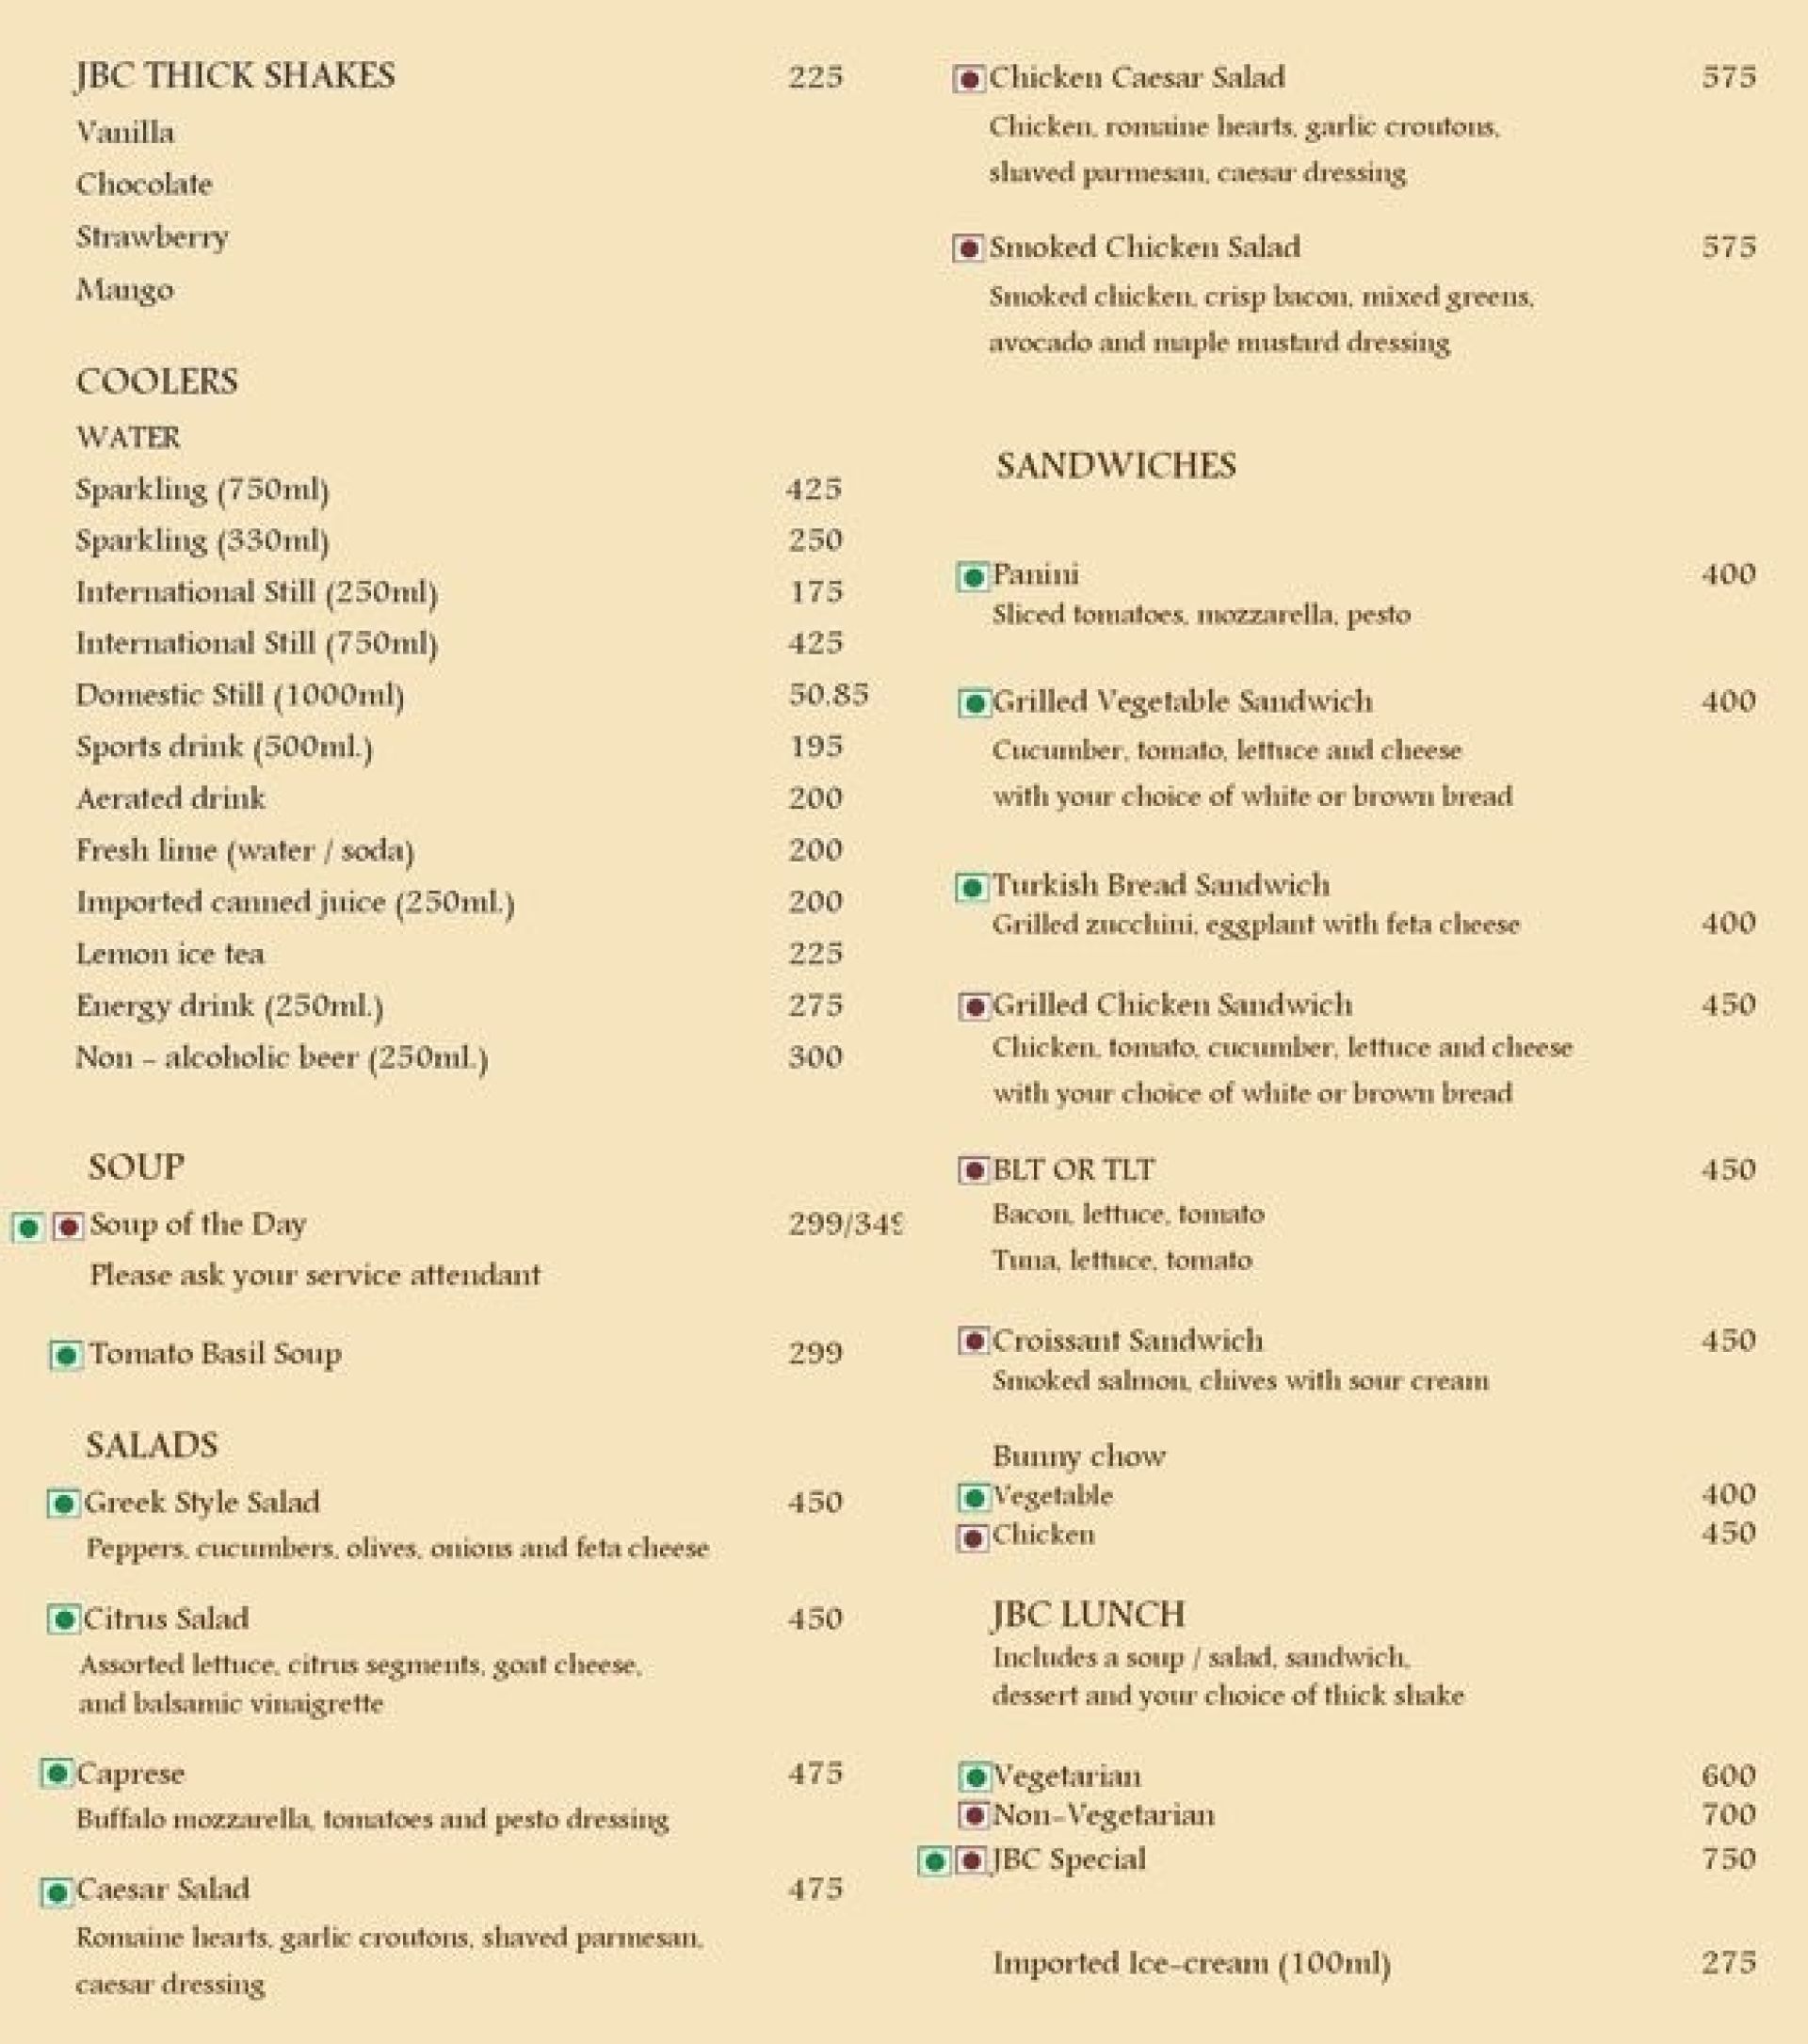 JBC THICK SHAKES 225
Vanilla
Chocolate
Strawberry
Mango
COOLERS
WATER
Sparkling (750ml) 425
Sparkling (330ml) 250
International Still (250ml) 175
International Still (750ml) 425
Domestic Still (1000ml) 50.85
Sports drink (500ml.) 195
Aerated drink 200
Fresh lime (water / soda) 200
Imported canned juice (250ml.) 200
Lemon ice tea 225
Energy drink (250ml.) 275
Non - alcoholic beer (250ml.) 300
SOUP
Soup of the Day 299/349
Please ask your service attendant
Tomato Basil Soup 299
SALADS
Greek Style Salad 450
Peppers, cucumbers, olives, onions and feta cheese
Citrus Salad 450
Assorted lettuce, citrus segments, goat cheese,
and balsamic vinaigrette
Caprese 475
Buffalo mozzarella, tomatoes and pesto dressing
Caesar Salad 475
Romaine hearts, garlic croutons, shaved parmesan,
caesar dressing
Chicken Caesar Salad 575
Chicken, romaine hearts, garlic croutons,
shaved parmesan, caesar dressing
Smoked Chicken Salad 575
Smoked chicken, crisp bacon, mixed greens,
avocado and maple mustard dressing
SANDWICHES
Panini 400
Sliced tomatoes, mozzarella, pesto
Grilled Vegetable Sandwich 400
Cucumber, tomato, lettuce and cheese
with your choice of white or brown bread
Turkish Bread Sandwich
Grilled zucchini, eggplant with feta cheese 400
Grilled Chicken Sandwich 450
Chicken, tomato, cucumber, lettuce and cheese
with your choice of white or brown bread
BLT OR TLT 450
Bacon, lettuce, tomato
Tuna, lettuce, tomato
Croissant Sandwich 450
Smoked salmon, chives with sour cream
Bunny chow
Vegetable 400
Chicken 450
JBC LUNCH
Includes a soup / salad, sandwich,
dessert and your choice of thick shake
Vegetarian 600
Non-Vegetarian 700
JBC Special 750
Imported Ice-cream (100ml) 275